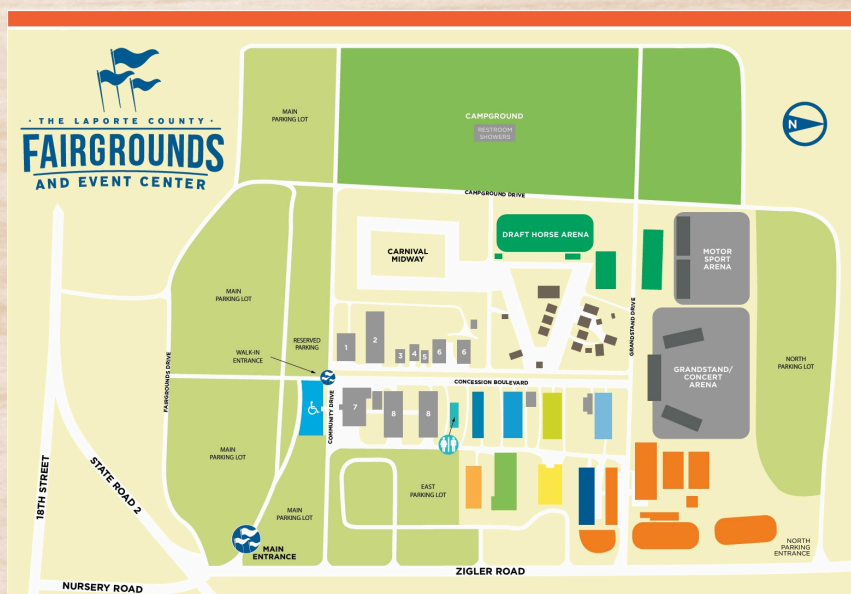 · THE LAPORTE COUNTY ·
FAIRGROUNDS
AND EVENT CENTER
MAIN
PARKING LOT
CAMPGROUND
RESTROOM
SHOWERS
N
CAMPGROUND DRIVE
DRAFT HORSE ARENA
CARNIVAL
MIDWAY
MOTOR
SPORT
ARENA
MAIN
PARKING LOT
RESERVED
PARKING
WALK-IN
ENTRANCE
1
2
3
4
5
6
6
GRANDSTAND DRIVE
GRANDSTAND/
CONCERT
ARENA
NORTH
PARKING LOT
FAIRGROUNDS DRIVE
COMMUNITY DRIVE
CONCESSION BOULEVARD
7
8
8
MAIN
PARKING LOT
18TH STREET
STATE ROAD 2
MAIN
PARKING LOT
EAST
PARKING LOT
MAIN
ENTRANCE
NORTH
PARKING
ENTRANCE
ZIGLER ROAD
NURSERY ROAD